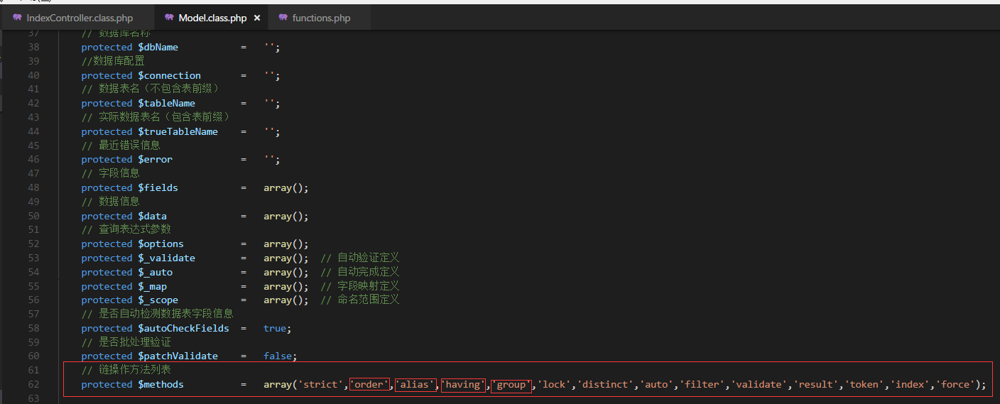 IndexController.class.php Model.class.php × functions.php
37 // 数据库名称
38 protected $dbName = '';
39 //数据库配置
40 protected $connection = '';
41 // 数据表名（不包含表前缀）
42 protected $tableName = '';
43 // 实际数据表名（包含表前缀）
44 protected $trueTableName = '';
45 // 最近错误信息
46 protected $error = '';
47 // 字段信息
48 protected $fields = array();
49 // 数据信息
50 protected $data = array();
51 // 查询表达式参数
52 protected $options = array();
53 protected $_validate = array(); // 自动验证定义
54 protected $_auto = array(); // 自动完成定义
55 protected $_map = array(); // 字段映射定义
56 protected $_scope = array(); // 命名范围定义
57 // 是否自动检测数据表字段信息
58 protected $autoCheckFields = true;
59 // 是否批处理验证
60 protected $patchValidate = false;
61 // 链操作方法列表
62 protected $methods = array('strict','order','alias','having','group','lock','distinct','auto','filter','validate','result','token','index','force');
63